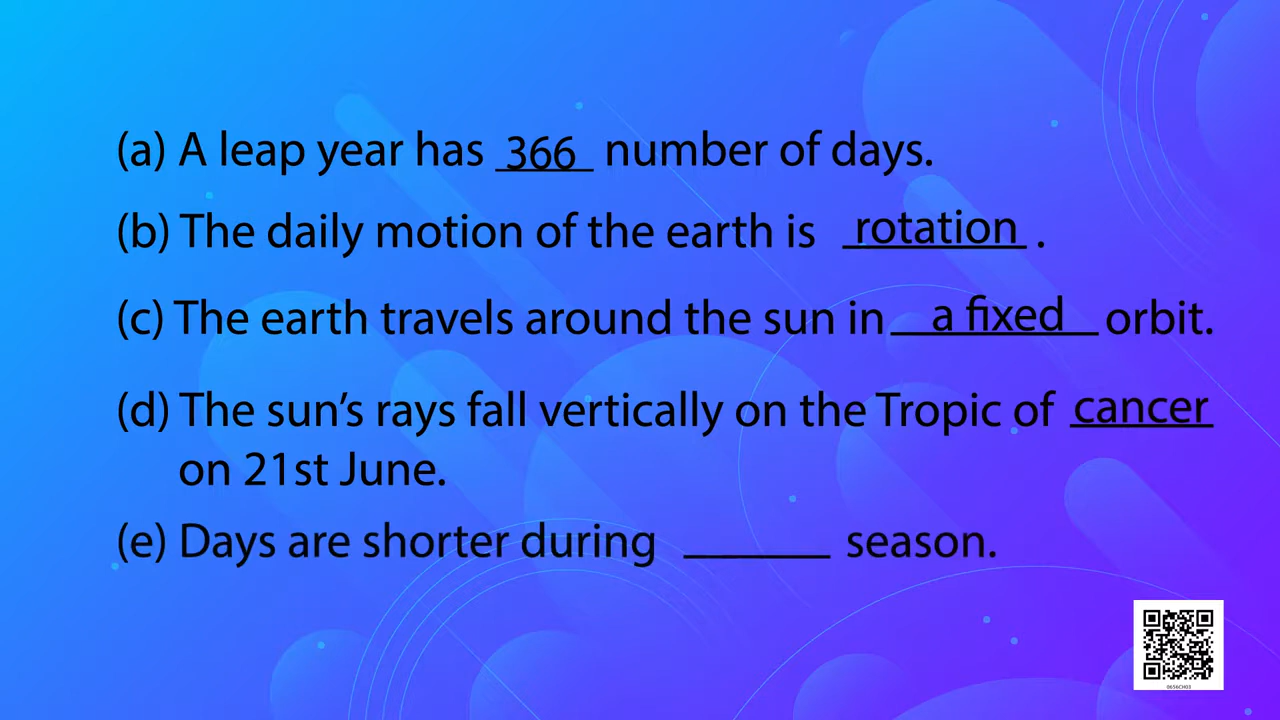 (a) A leap year has 366 number of days.
(b) The daily motion of the earth is rotation .
(c) The earth travels around the sun in a fixed orbit.
(d) The sun's rays fall vertically on the Tropic of cancer
on 21st June.
(e) Days are shorter during ______ season.